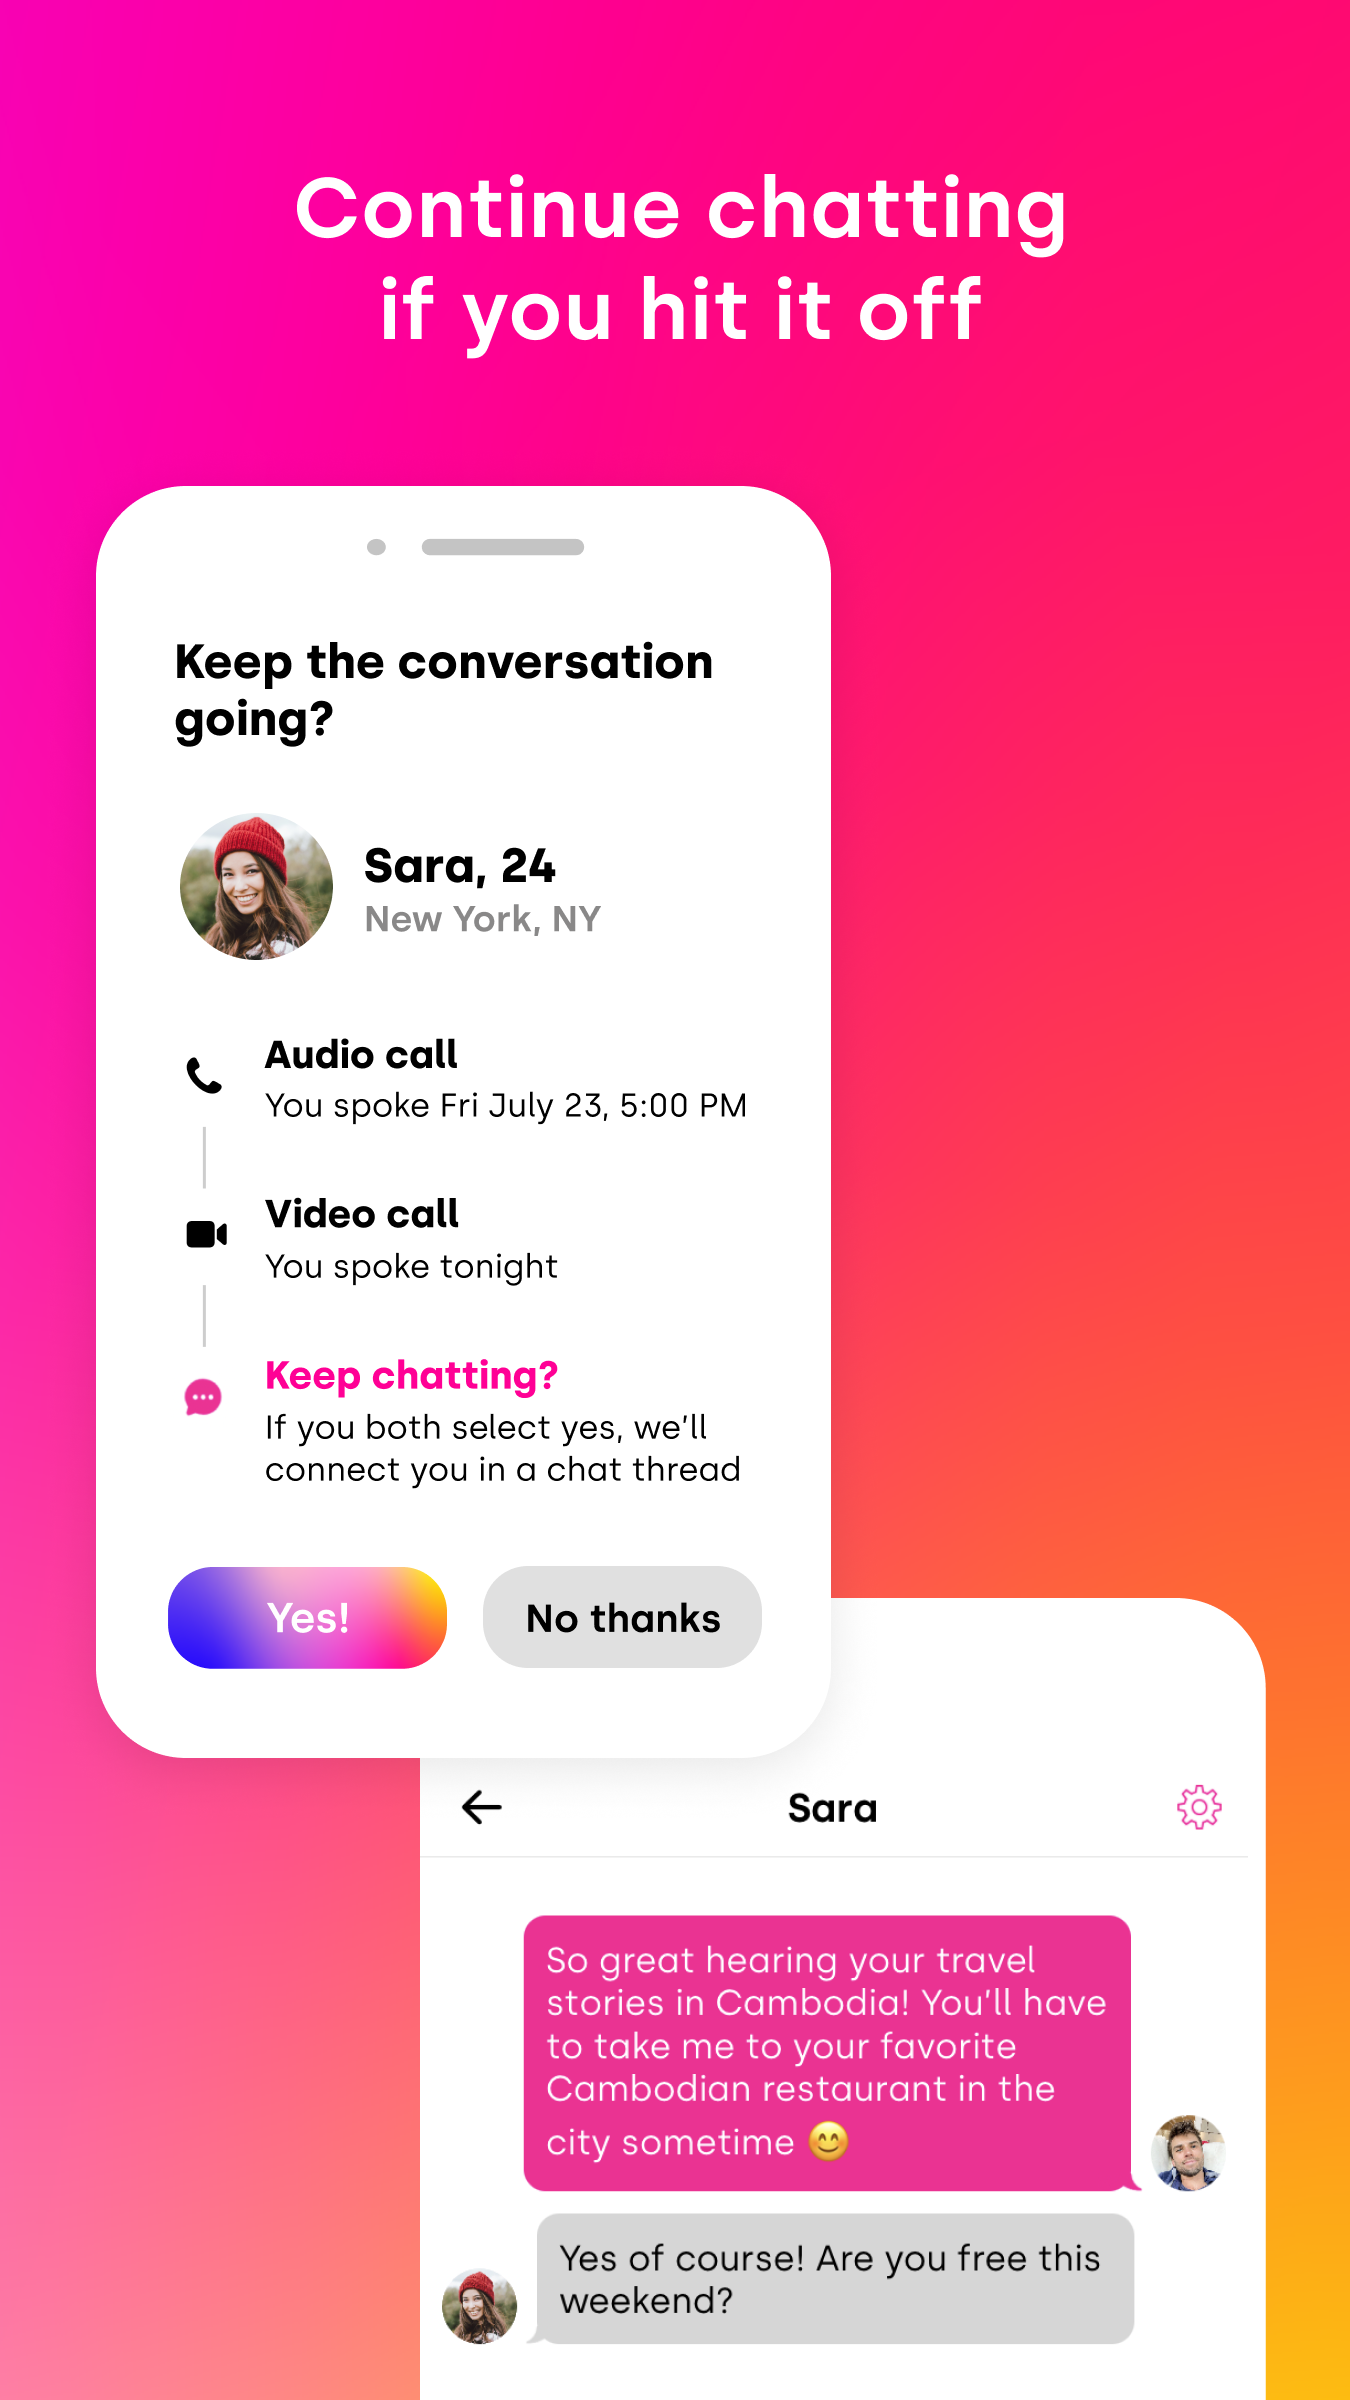 Continue chatting
if you hit it off
Keep the conversation
going?
Sara, 24
New York, NY
Audio call
You spoke Fri July 23, 5:00 PM
Video call
You spoke tonight
Keep chatting?
If you both select yes, we’ll
connect you in a chat thread
Yes!
No thanks
Sara
So great hearing your travel
stories in Cambodia! You’ll have
to take me to your favorite
Cambodian restaurant in the
city sometime 😊
Yes of course! Are you free this
weekend?